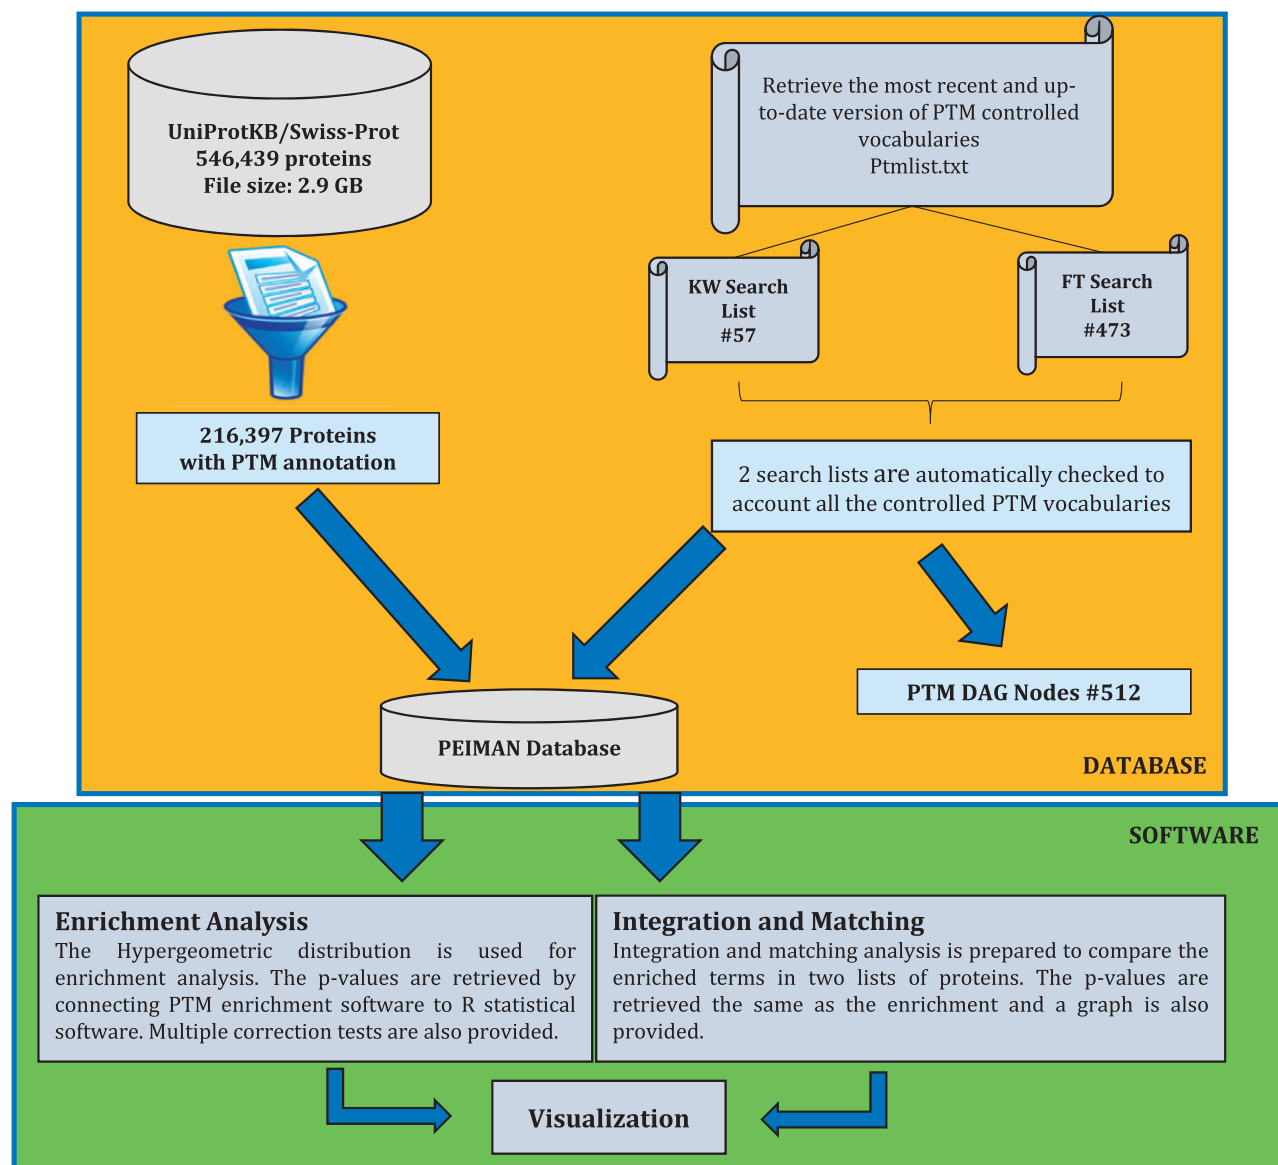 UniProtKB/Swiss-Prot
546,439 proteins
File size: 2.9 GB
Retrieve the most recent and up-
to-date version of PTM controlled
vocabularies
Ptmlist.txt
KW Search
List
#57
FT Search
List
#473
216,397 Proteins
with PTM annotation
2 search lists are automatically checked to
account all the controlled PTM vocabularies
PTM DAG Nodes #512
PEIMAN Database
DATABASE
SOFTWARE
Enrichment Analysis
The Hypergeometric distribution is used for
enrichment analysis. The p-values are retrieved by
connecting PTM enrichment software to R statistical
software. Multiple correction tests are also provided.
Integration and Matching
Integration and matching analysis is prepared to compare the
enriched terms in two lists of proteins. The p-values are
retrieved the same as the enrichment and a graph is also
provided.
Visualization